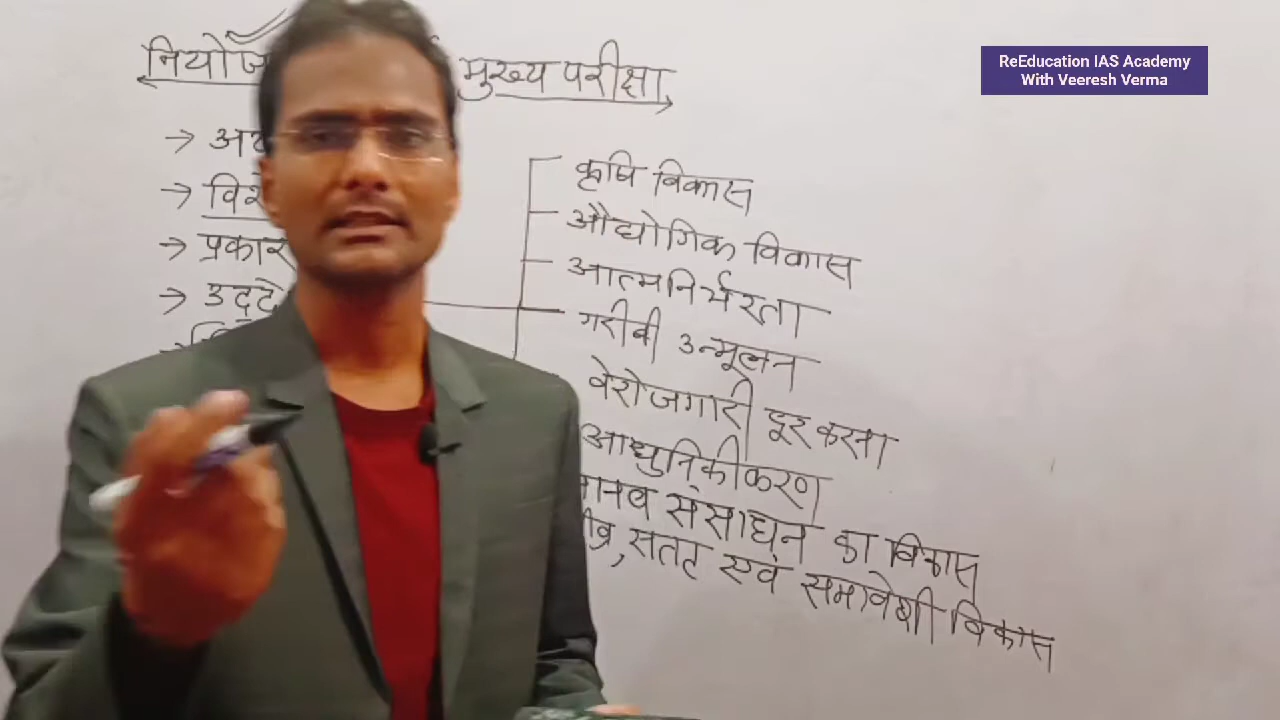 मुख्य परीक्षा
ReEducation IAS Academy
With Veeresh Verma
→
→
→ प्रकार
→
कृषि विकास
औद्योगिक विकास
आत्मनिर्भरता
गरीबी उन्मूलन
बेरोजगारी दूर करना
आधुनिकीकरण
संसाधन का विकास
सतत एवं समावेशी विकास